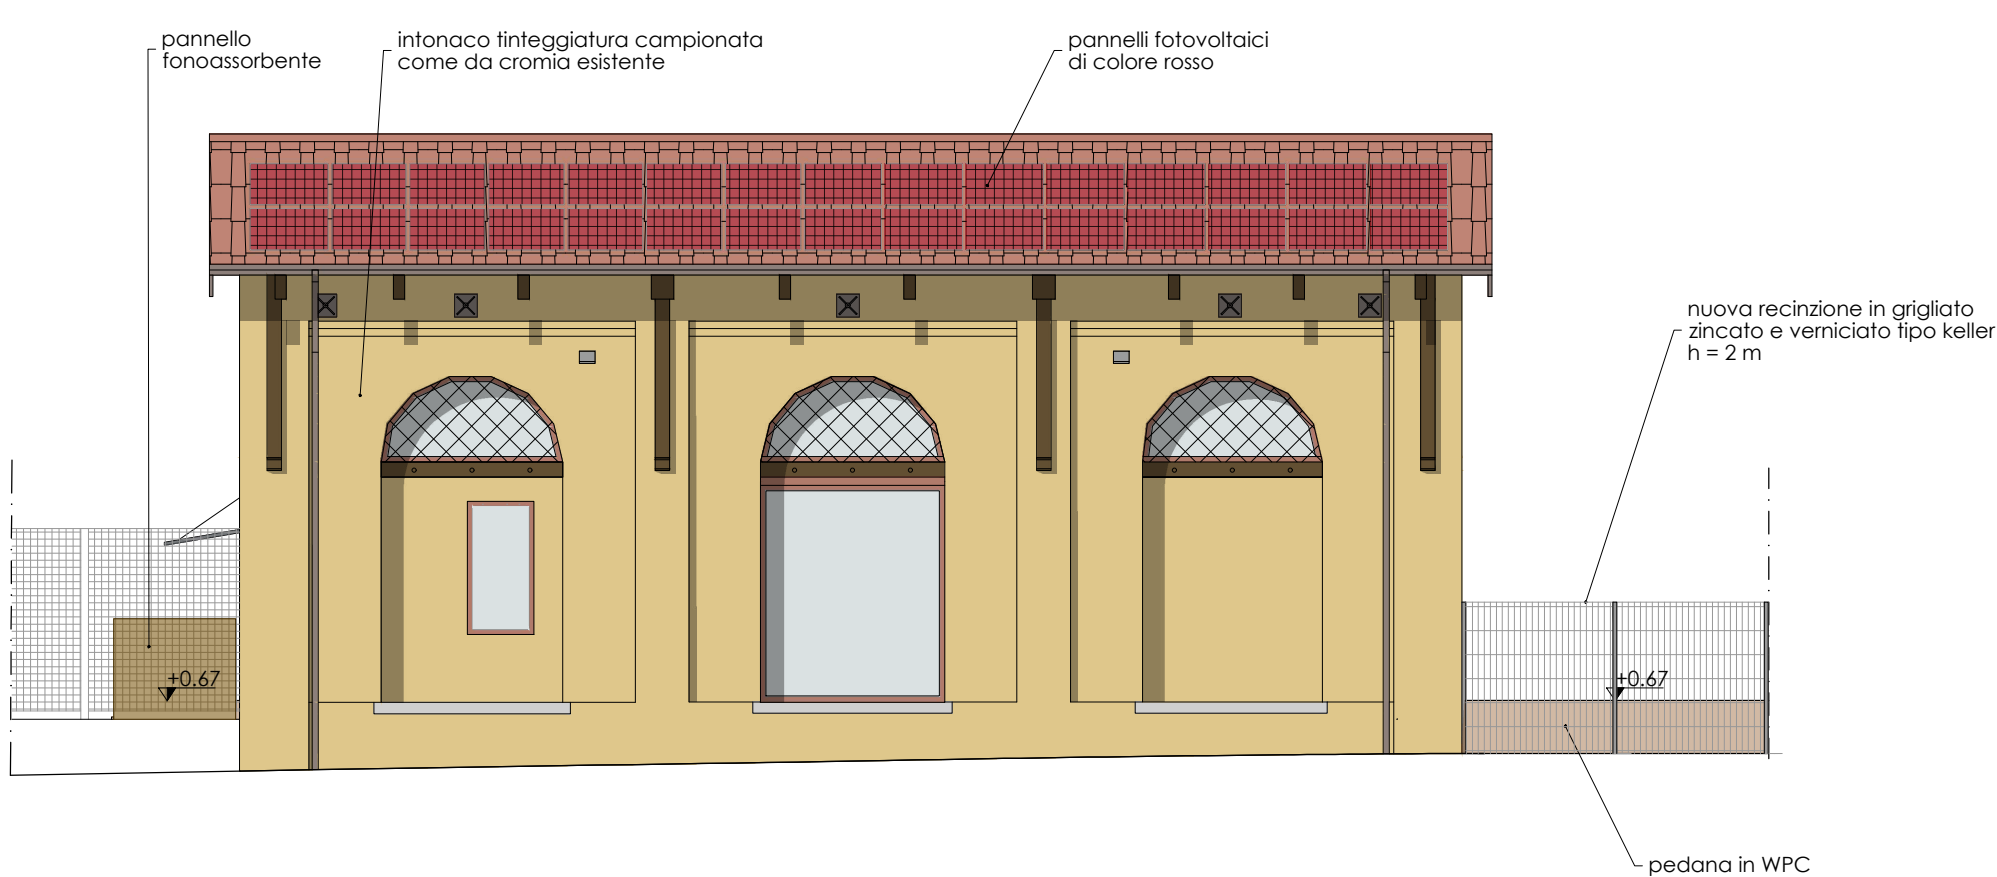 pannello
fonoassorbente
intonaco tinteggiatura campionata
come da cromia esistente
pannelli fotovoltaici
di colore rosso
nuova recinzione in grigliato
zincato e verniciato tipo keller
h = 2 m
+0.67
+0.67
pedana in WPC